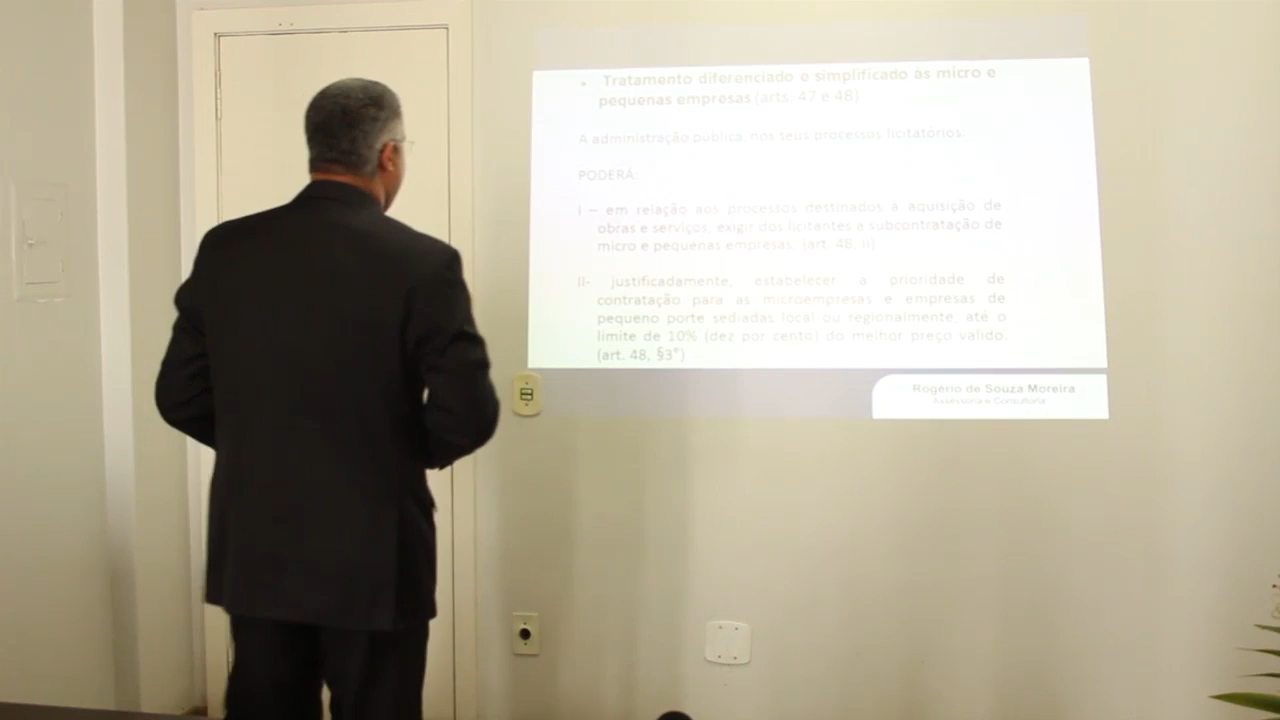 • Tratamento diferenciado e simplificado às micro e
pequenas empresas (arts. 47 e 48)
A administração pública, nos seus processos licitatórios:
PODERÁ:
I – em relação aos processos destinados à aquisição de
obras e serviços, exigir dos licitantes a subcontratação de
micro e pequenas empresas, (art. 48, II)
II- justificadamente, estabelecer a prioridade de
contratação para as microempresas e empresas de
pequeno porte sediadas local ou regionalmente, até o
limite de 10% (dez por cento) do melhor preço válido.
(art. 48, §3°)
Rogério de Souza Moreira
Assessoria e Consultoria